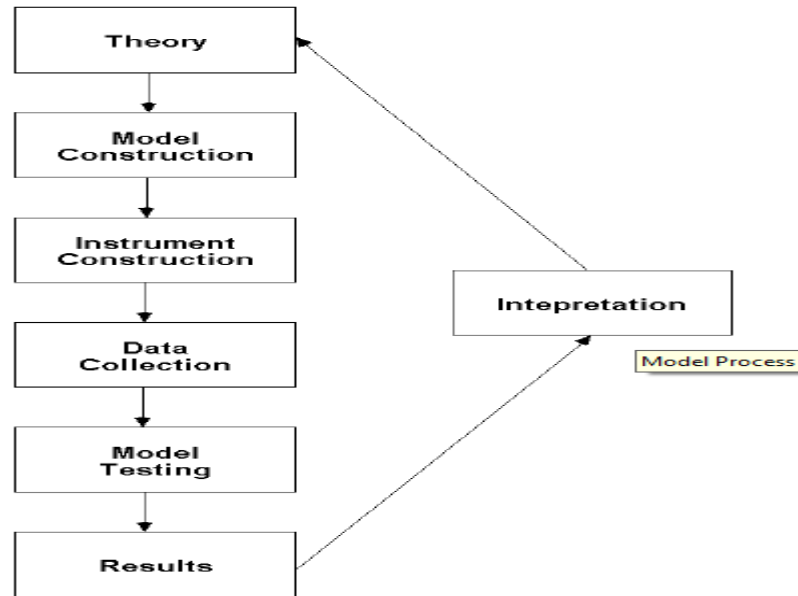 Theory
Model
Construction
Instrument
Construction
Data
Collection
Model
Testing
Results
Intepretation
Model Process